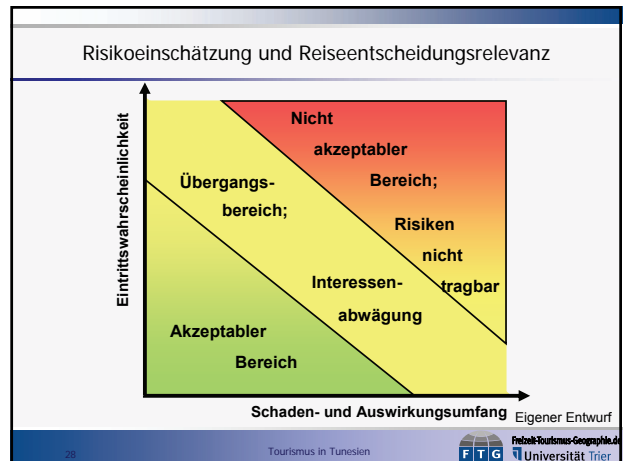 Risikoeinschätzung und Reiseentscheidungsrelevanz
Eintrittswahrscheinlichkeit
Nicht
akzeptabler
Bereich;
Risiken
nicht
tragbar
Übergangs-
bereich;
Interessen-
abwägung
Akzeptabler
Bereich
Schaden- und Auswirkungsumfang
Eigener Entwurf
28
Tourismus in Tunesien
F T G
Freizeit-Tourismus-Geographie.de
Universität Trier